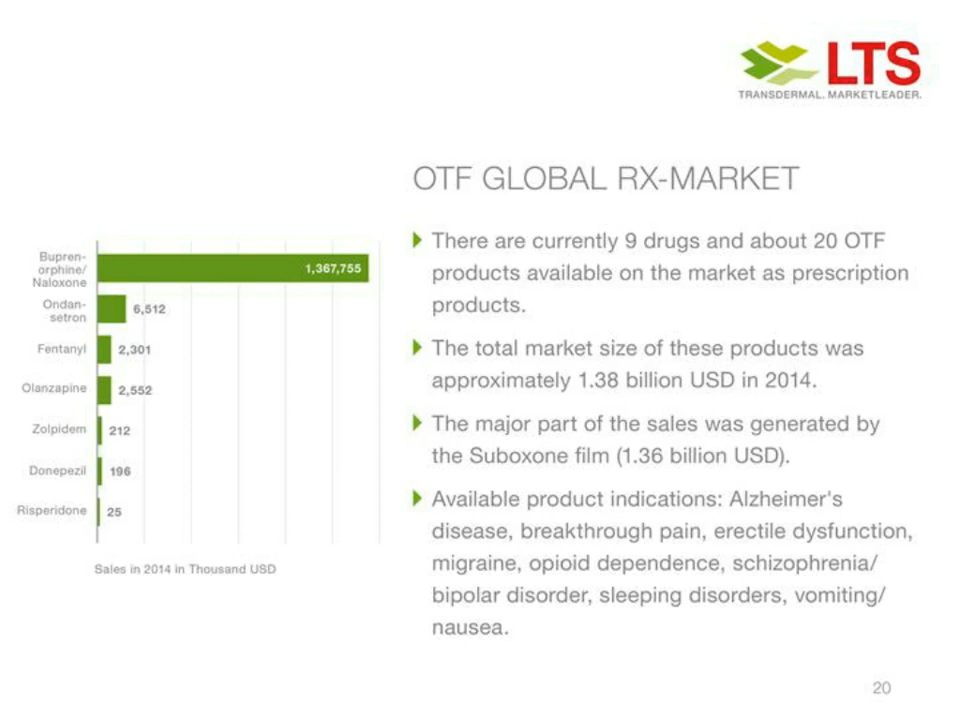 LTS
TRANSDERMAL. MARKETLEADER.
OTF GLOBAL RX-MARKET
Bupren-
orphine/
Naloxone
1,367,755
Ondan-
setron
6,512
Fentanyl
2,301
Olanzapine
2,552
Zolpidem
212
Donepezil
196
Risperidone
25
Sales in 2014 in Thousand USD
There are currently 9 drugs and about 20 OTF
products available on the market as prescription
products.
The total market size of these products was
approximately 1.38 billion USD in 2014.
The major part of the sales was generated by
the Suboxone film (1.36 billion USD).
Available product indications: Alzheimer's
disease, breakthrough pain, erectile dysfunction,
migraine, opioid dependence, schizophrenia/
bipolar disorder, sleeping disorders, vomiting/
nausea.
20